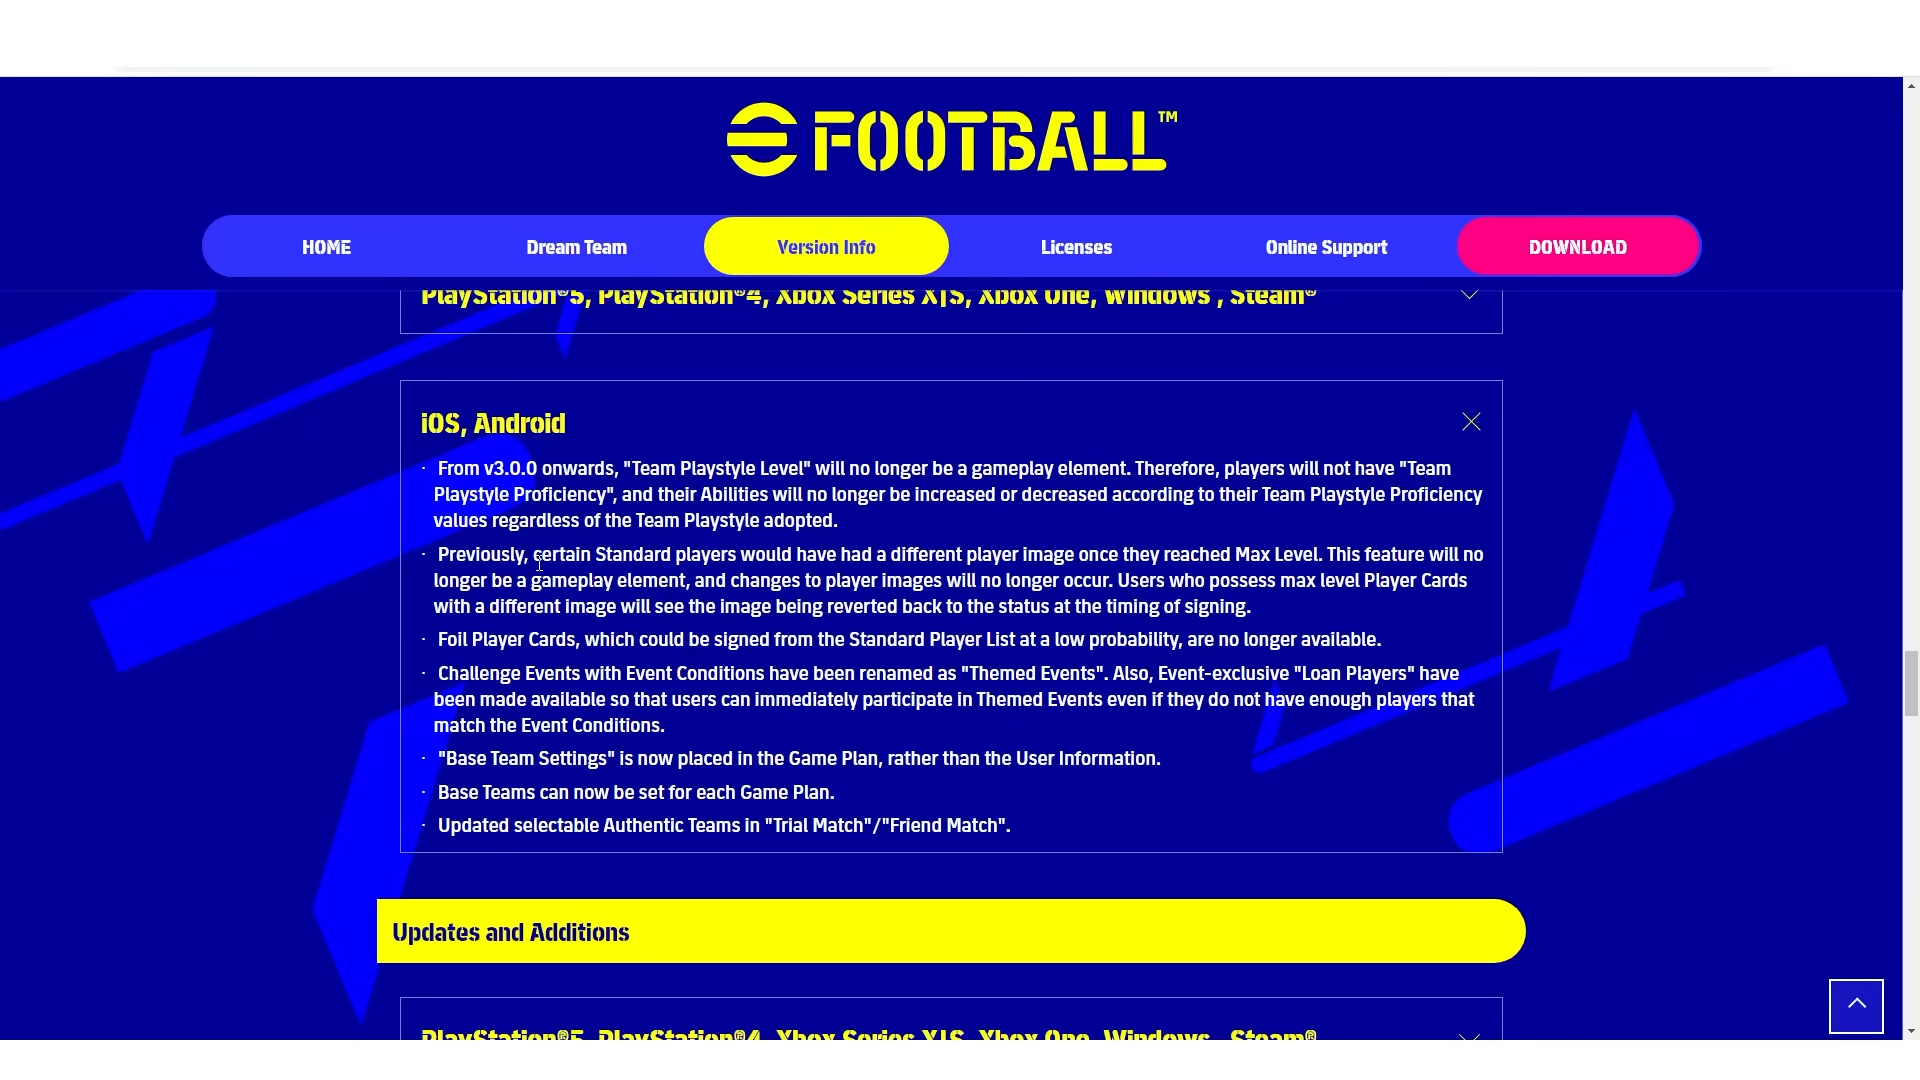 FOOTBALL™
HOME Dream Team Version Info Licenses Online Support DOWNLOAD
PlayStation®5, PlayStation®4, Xbox Series X|S, Xbox One, Windows , Steam®
iOS, Android
· From v3.0.0 onwards, "Team Playstyle Level" will no longer be a gameplay element. Therefore, players will not have "Team
Playstyle Proficiency", and their Abilities will no longer be increased or decreased according to their Team Playstyle Proficiency
values regardless of the Team Playstyle adopted.
· Previously, certain Standard players would have had a different player image once they reached Max Level. This feature will no
longer be a gameplay element, and changes to player images will no longer occur. Users who possess max level Player Cards
with a different image will see the image being reverted back to the status at the timing of signing.
· Foil Player Cards, which could be signed from the Standard Player List at a low probability, are no longer available.
· Challenge Events with Event Conditions have been renamed as "Themed Events". Also, Event-exclusive "Loan Players" have
been made available so that users can immediately participate in Themed Events even if they do not have enough players that
match the Event Conditions.
· "Base Team Settings" is now placed in the Game Plan, rather than the User Information.
· Base Teams can now be set for each Game Plan.
· Updated selectable Authentic Teams in "Trial Match"/"Friend Match".
Updates and Additions
PlayStation®5, PlayStation®4, Xbox Series X|S, Xbox One, Windows , Steam®